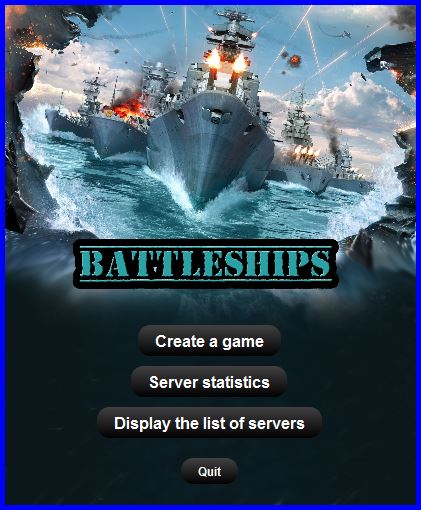 BATTLESHIPS
Create a game
Server statistics
Display the list of servers
Quit